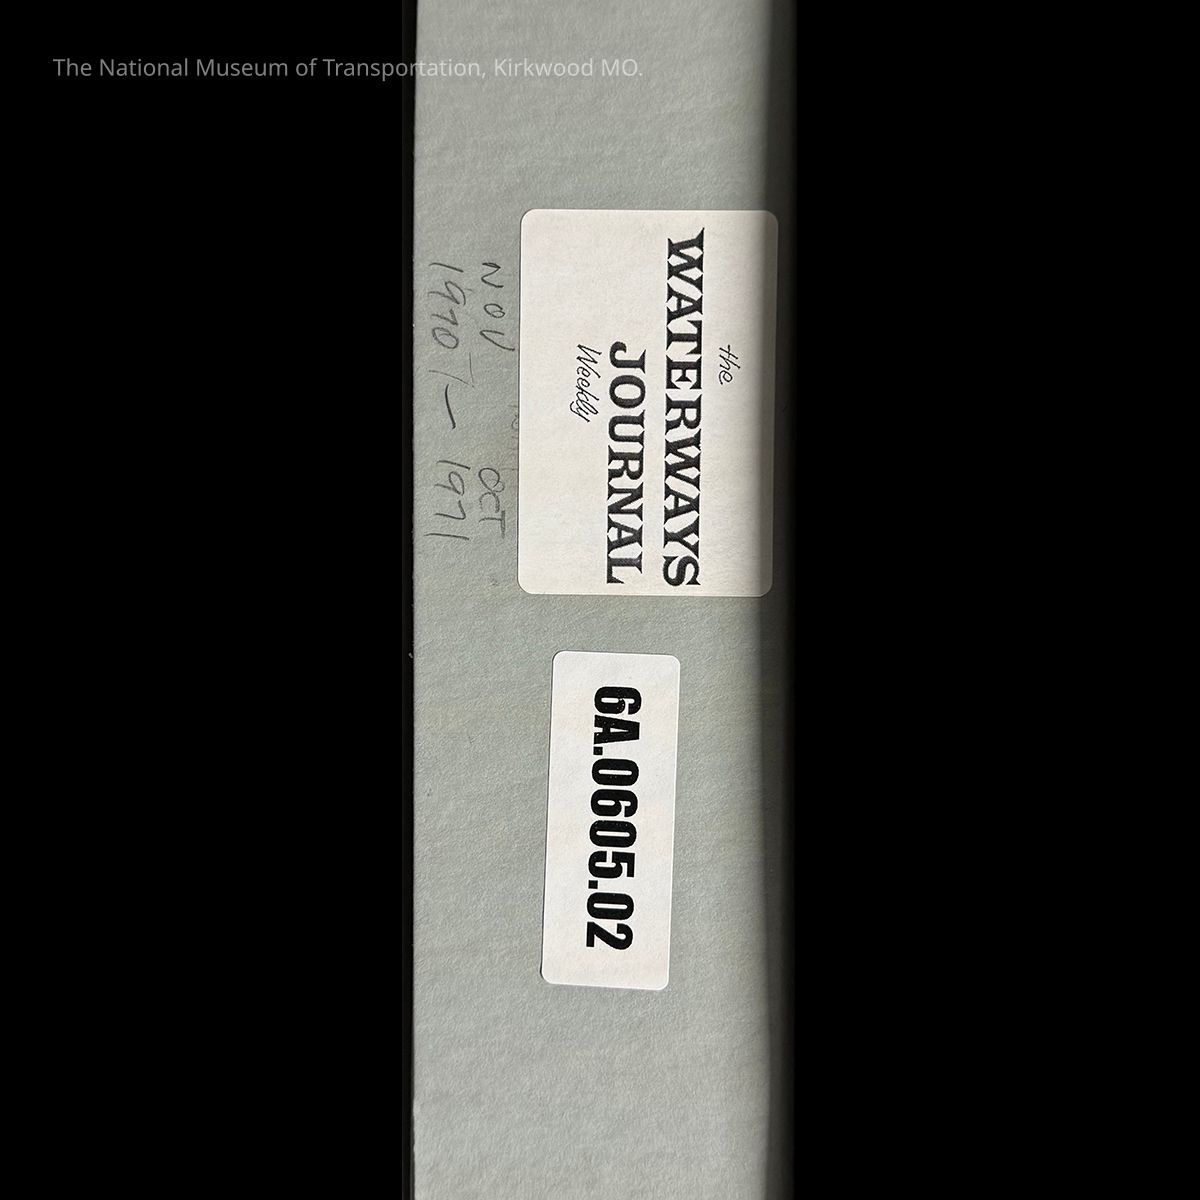 The National Museum of Transportation, Kirkwood MO.
the
WATERWAYS
JOURNAL
Weekly
NOV OCT
1970 - 1971
6A.0605.02